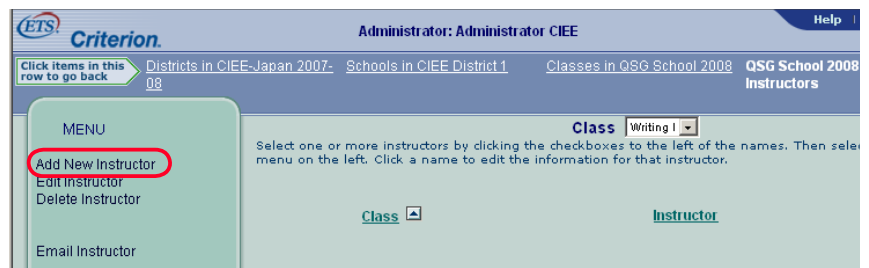 ETS Criterion.
Administrator: Administrator CIEE
Help
Click items in this
row to go back
Districts in CIEE-Japan 2007-
08
Schools in CIEE District 1
Classes in QSG School 2008
QSG School 2008
Instructors
MENU
Add New Instructor
Edit Instructor
Delete Instructor
Email Instructor
Class Writing I
Select one or more instructors by clicking the checkboxes to the left of the names. Then sele
menu on the left. Click a name to edit the information for that instructor.
Class Instructor